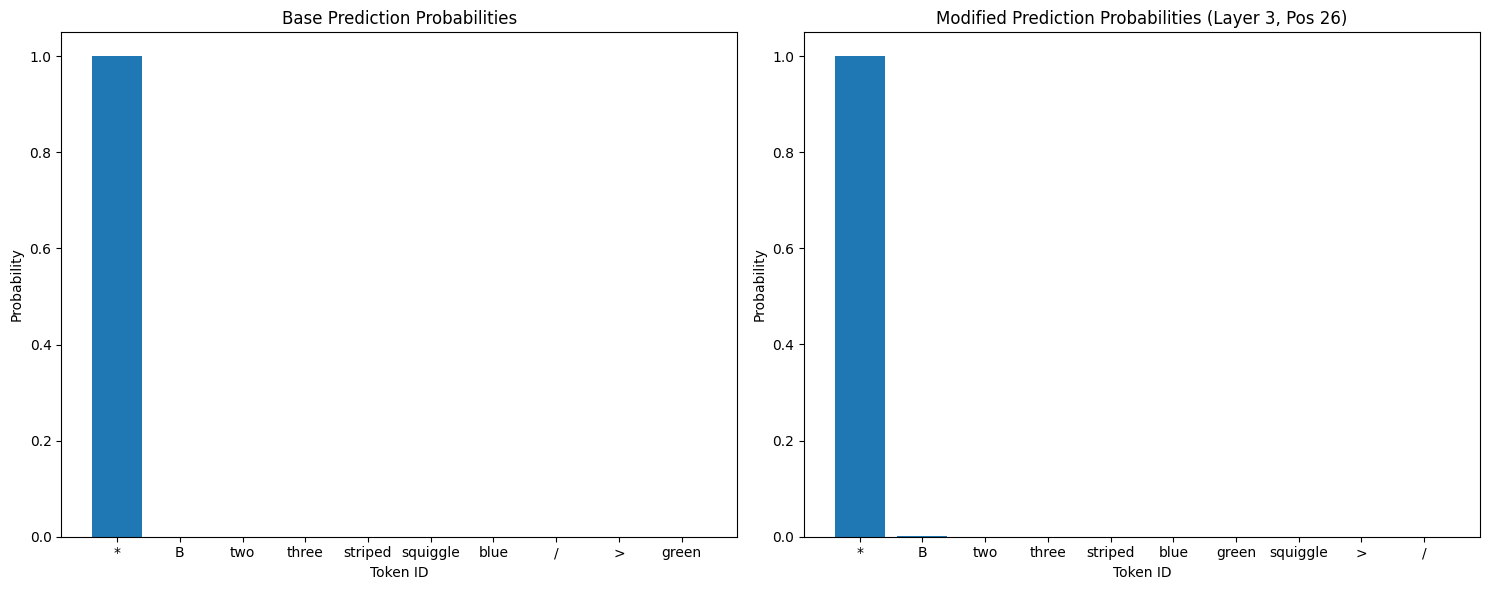 Base Prediction Probabilities
Probability
1.0
0.8
0.6
0.4
0.2
0.0
* B two three striped squiggle blue / > green
Token ID
Modified Prediction Probabilities (Layer 3, Pos 26)
Probability
1.0
0.8
0.6
0.4
0.2
0.0
* B two three striped blue green squiggle > /
Token ID